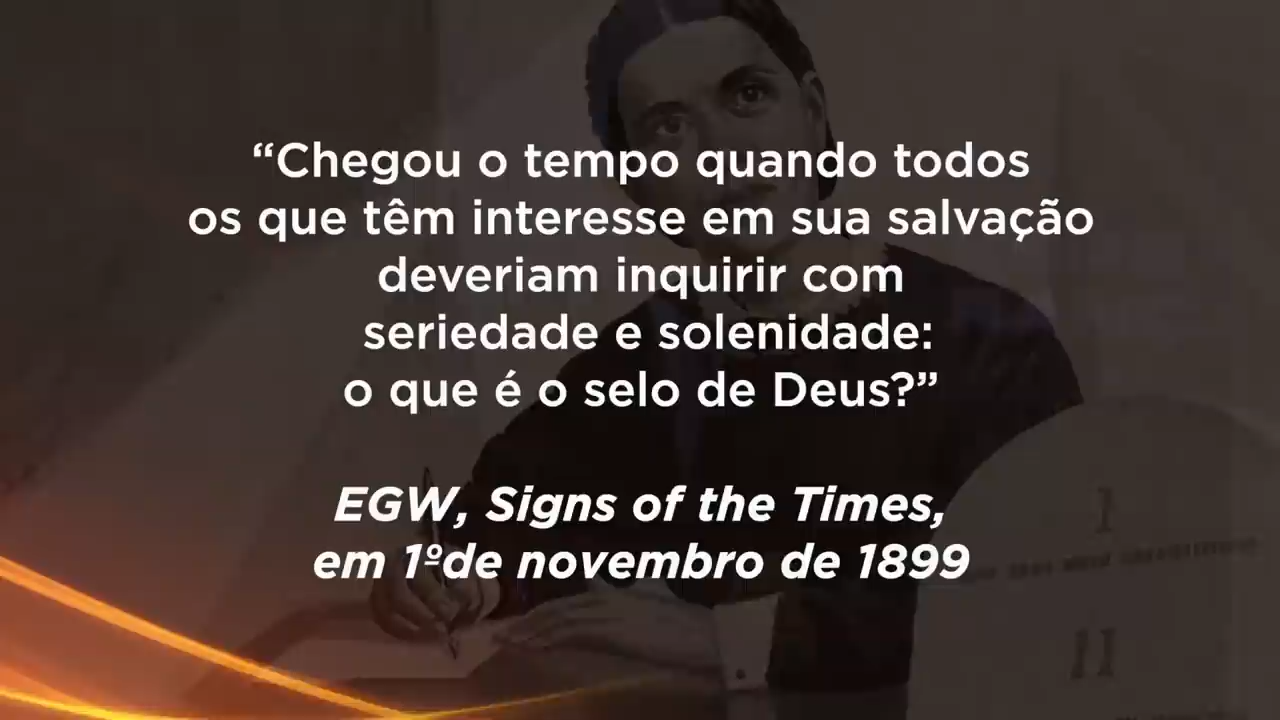 “Chegou o tempo quando todos
os que têm interesse em sua salvação
deveriam inquirir com
seriedade e solenidade:
o que é o selo de Deus?”
EGW, Signs of the Times,
em 1ºde novembro de 1899
I
II